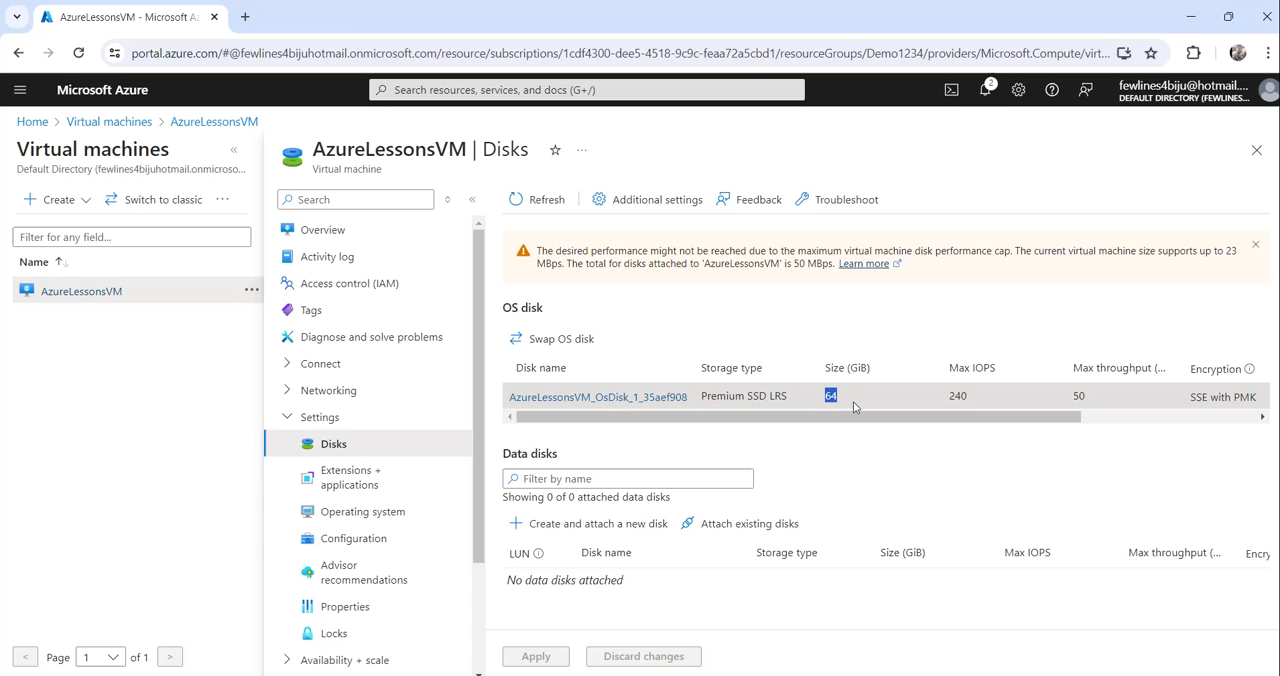 AzureLessonsVM - Microsoft Az
portal.azure.com/#@fewlines4bijuhotmail.onmicrosoft.com/resource/subscriptions/1cdf4300-dee5-4518-9c9c-feaa72a5cbd1/resourceGroups/Demo1234/providers/Microsoft.Compute/virt...
Microsoft Azure
Search resources, services, and docs (G+/)
2
fewlines4biju@hotmail....
DEFAULT DIRECTORY (FEWLINES...
Home > Virtual machines > AzureLessonsVM
Virtual machines
Default Directory (fewlines4bijuhotmail.onmicroso...
Create
Switch to classic
Filter for any field...
Name
AzureLessonsVM
Page 1 of 1
AzureLessonsVM | Disks
Virtual machine
Search
Overview
Activity log
Access control (IAM)
Tags
Diagnose and solve problems
Connect
Networking
Settings
Disks
Extensions +
applications
Operating system
Configuration
Advisor
recommendations
Properties
Locks
Availability + scale
Refresh
Additional settings
Feedback
Troubleshoot
The desired performance might not be reached due to the maximum virtual machine disk performance cap. The current virtual machine size supports up to 23
MBps. The total for disks attached to 'AzureLessonsVM' is 50 MBps. Learn more
OS disk
Swap OS disk
Disk name Storage type Size (GiB) Max IOPS Max throughput (... Encryption
AzureLessonsVM_OsDisk_1_35aef908 Premium SSD LRS 64 240 50 SSE with PMK
Data disks
Filter by name
Showing 0 of 0 attached data disks
Create and attach a new disk Attach existing disks
LUN Disk name Storage type Size (GiB) Max IOPS Max throughput (... Encry
No data disks attached
Apply Discard changes